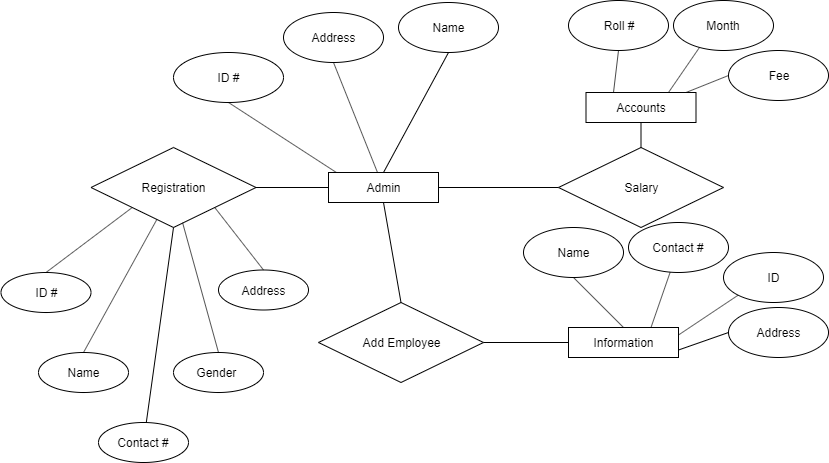 Roll #
Month
Name
Address
ID #
Fee
Accounts
Registration
Admin
Salary
Name
Contact #
ID
Address
ID #
Address
Add Employee
Information
Name
Gender
Contact #